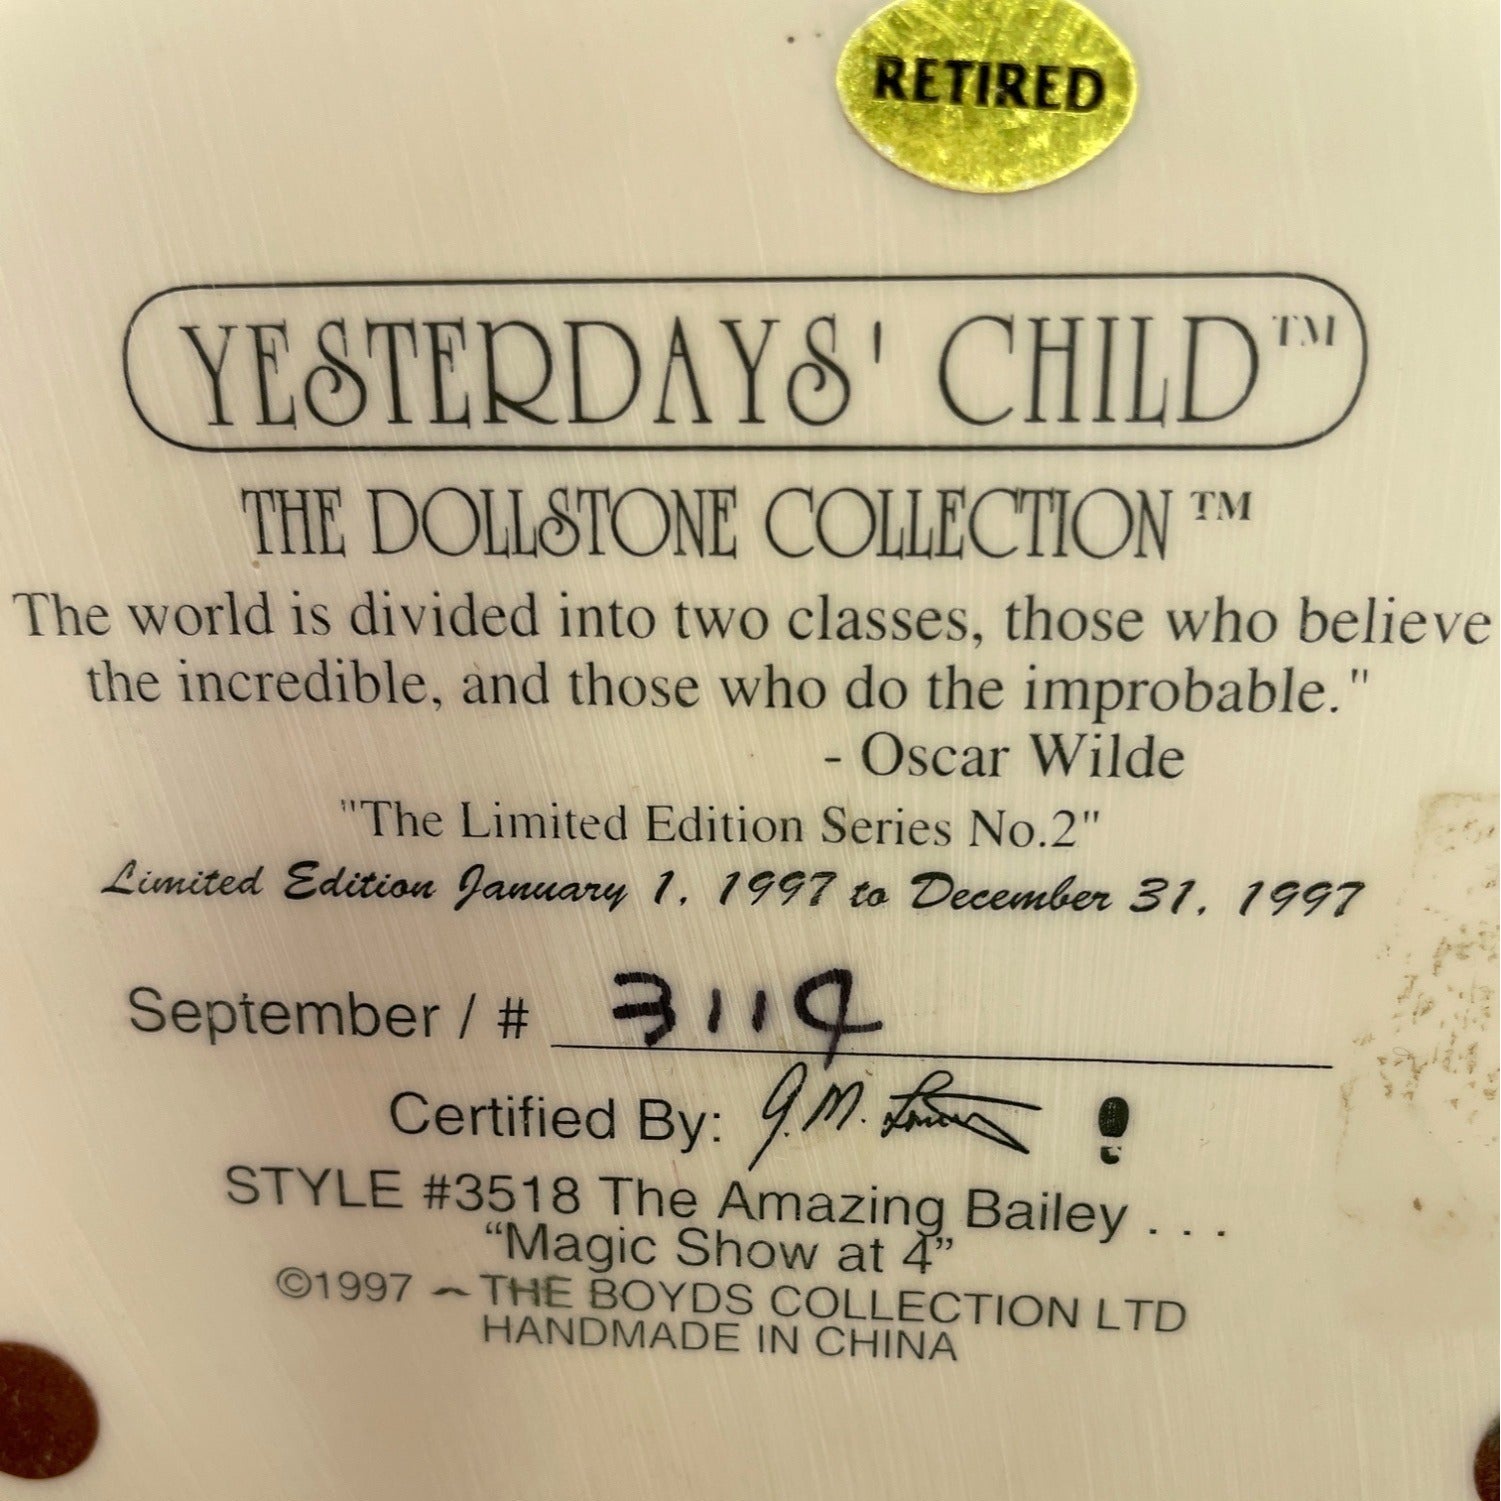 RETIRED
YESTERDAYS' CHILD™
THE DOLLSTONE COLLECTION™
The world is divided into two classes, those who believe
the incredible, and those who do the improbable."
- Oscar Wilde
"The Limited Edition Series No.2"
Limited Edition January 1, 1997 to December 31, 1997
September / # 3114
Certified By: G.M.
STYLE #3518 The Amazing Bailey . . .
“Magic Show at 4”
©1997 ~ THE BOYDS COLLECTION LTD
HANDMADE IN CHINA